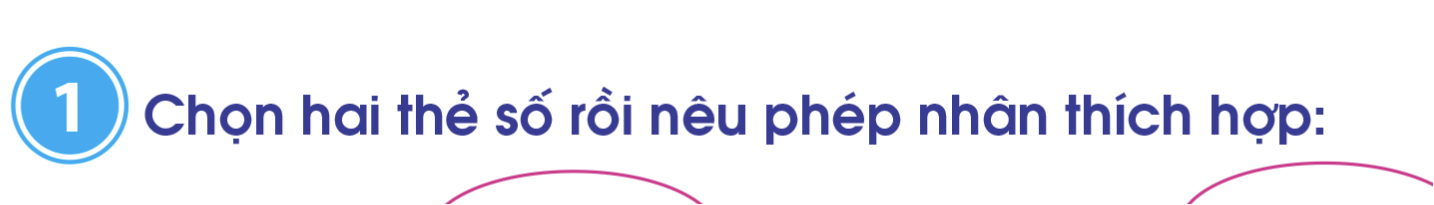 1 Chọn hai thẻ số rồi nêu phép nhân thích hợp: